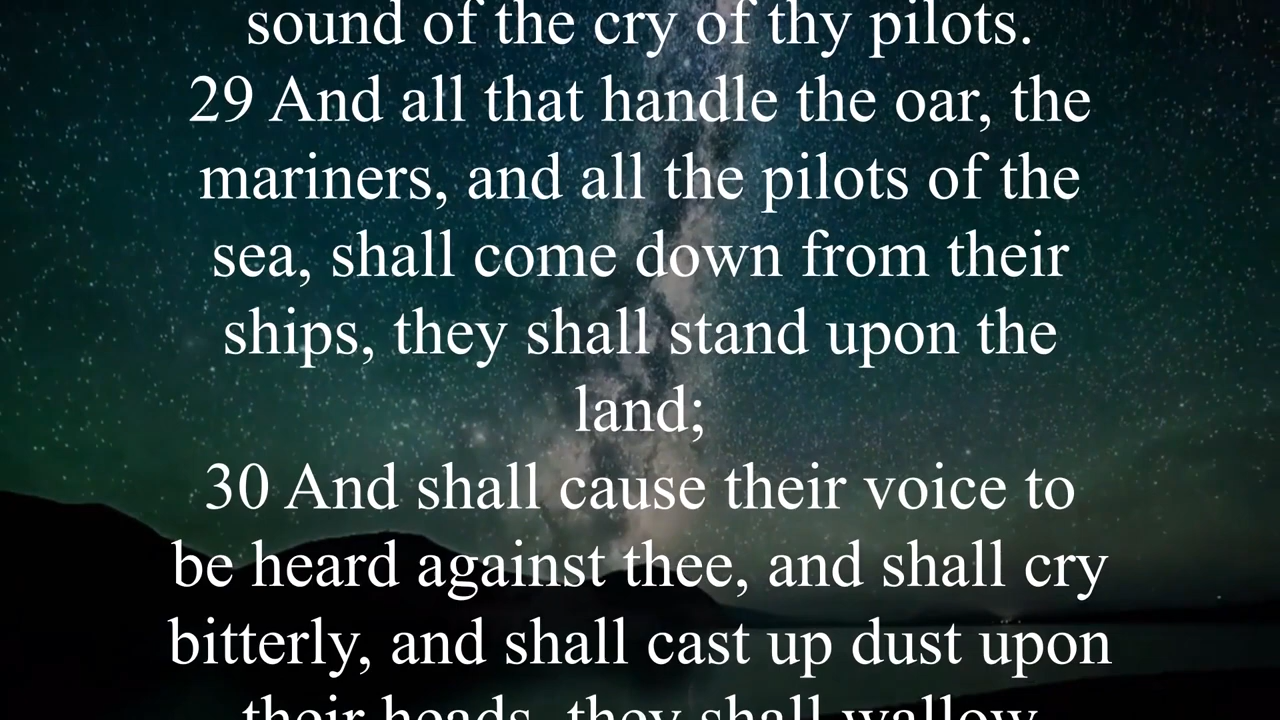 sound of the cry of thy pilots.
29 And all that handle the oar, the
mariners, and all the pilots of the
sea, shall come down from their
ships, they shall stand upon the
land;
30 And shall cause their voice to
be heard against thee, and shall cry
bitterly, and shall cast up dust upon
their heads, they shall wallow